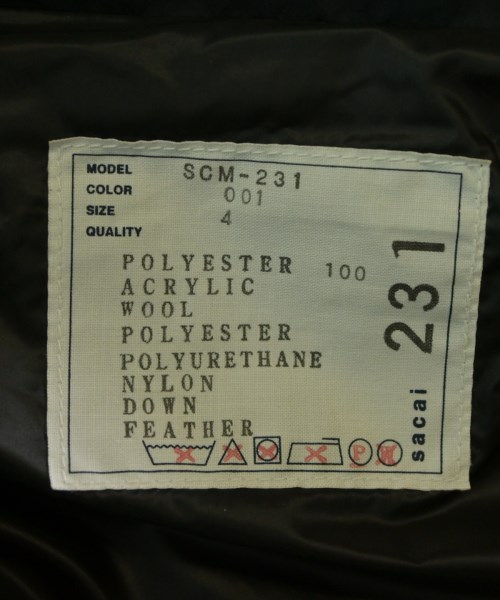 MODEL SCM-231
COLOR 001
SIZE 4
QUALITY
POLYESTER 100
ACRYLIC
WOOL
POLYESTER
POLYURETHANE
NYLON
DOWN
FEATHER
sacai 231
P W